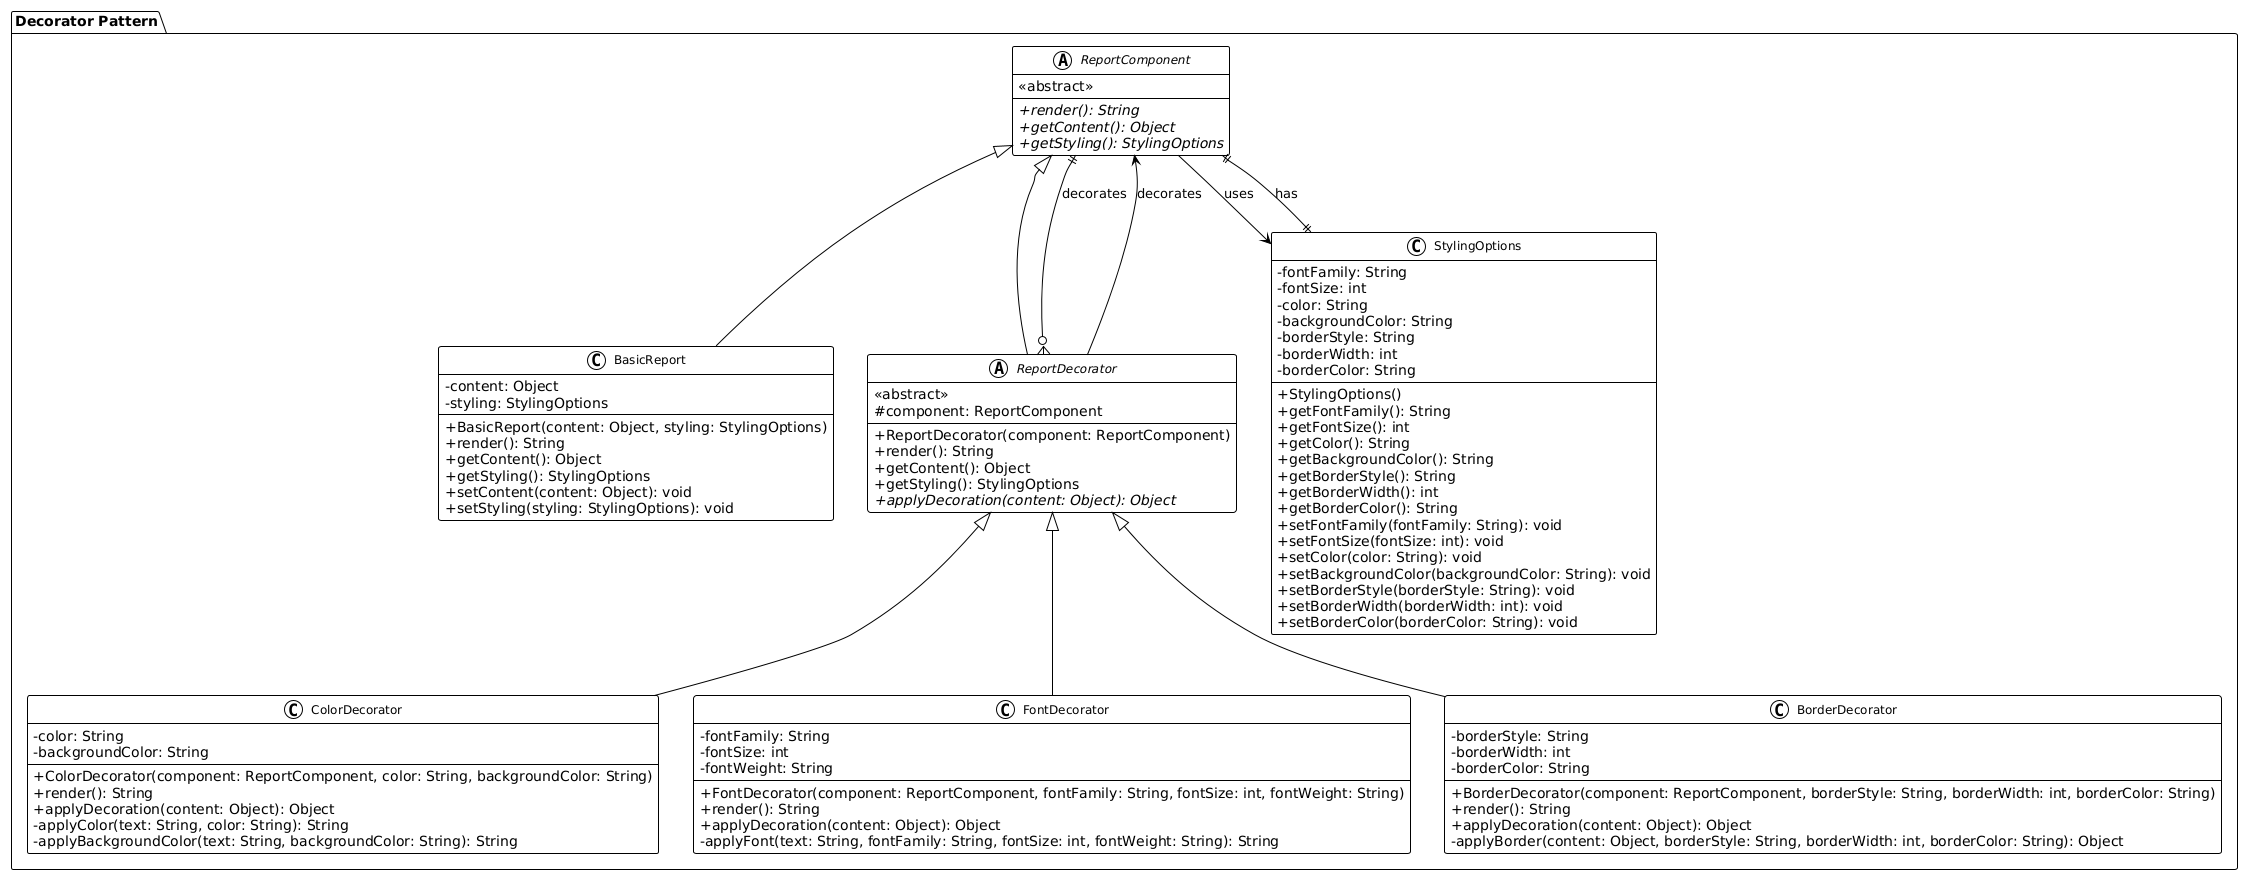 Decorator Pattern
A ReportComponent
«abstract»
+render(): String
+getContent(): Object
+getStyling(): StylingOptions
decorates
decorates
uses
has
C StylingOptions
-fontFamily: String
-fontSize: int
-color: String
-backgroundColor: String
-borderStyle: String
-borderWidth: int
-borderColor: String
+StylingOptions()
+getFontFamily(): String
+getFontSize(): int
+getColor(): String
+getBackgroundColor(): String
+getBorderStyle(): String
+getBorderWidth(): int
+getBorderColor(): String
+setFontFamily(fontFamily: String): void
+setFontSize(fontSize: int): void
+setColor(color: String): void
+setBackgroundColor(backgroundColor: String): void
+setBorderStyle(borderStyle: String): void
+setBorderWidth(borderWidth: int): void
+setBorderColor(borderColor: String): void
C BasicReport
-content: Object
-styling: StylingOptions
+BasicReport(content: Object, styling: StylingOptions)
+render(): String
+getContent(): Object
+getStyling(): StylingOptions
+setContent(content: Object): void
+setStyling(styling: StylingOptions): void
A ReportDecorator
«abstract»
#component: ReportComponent
+ReportDecorator(component: ReportComponent)
+render(): String
+getContent(): Object
+getStyling(): StylingOptions
+applyDecoration(content: Object): Object
C ColorDecorator
-color: String
-backgroundColor: String
+ColorDecorator(component: ReportComponent, color: String, backgroundColor: String)
+render(): String
+applyDecoration(content: Object): Object
-applyColor(text: String, color: String): String
-applyBackgroundColor(text: String, backgroundColor: String): String
C FontDecorator
-fontFamily: String
-fontSize: int
-fontWeight: String
+FontDecorator(component: ReportComponent, fontFamily: String, fontSize: int, fontWeight: String)
+render(): String
+applyDecoration(content: Object): Object
-applyFont(text: String, fontFamily: String, fontSize: int, fontWeight: String): String
C BorderDecorator
-borderStyle: String
-borderWidth: int
-borderColor: String
+BorderDecorator(component: ReportComponent, borderStyle: String, borderWidth: int, borderColor: String)
+render(): String
+applyDecoration(content: Object): Object
-applyBorder(content: Object, borderStyle: String, borderWidth: int, borderColor: String): Object